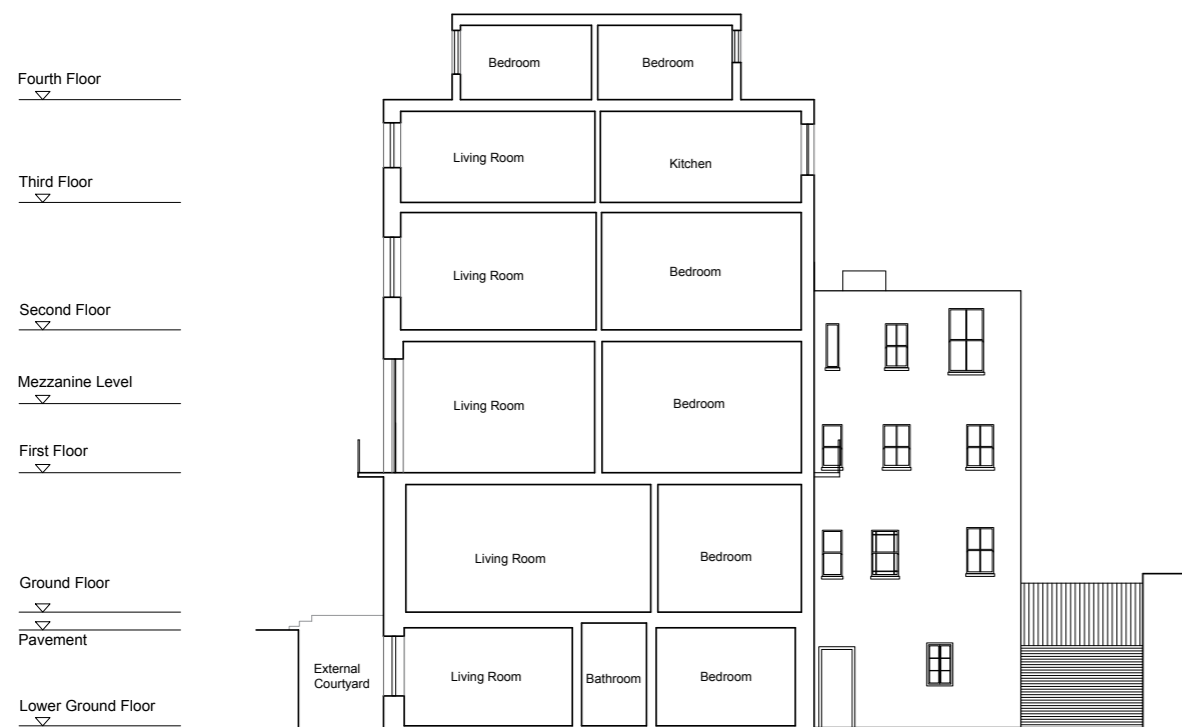 Fourth Floor
Bedroom
Bedroom
Living Room
Kitchen
Third Floor
Living Room
Bedroom
Second Floor
Mezzanine Level
Living Room
Bedroom
First Floor
Living Room
Bedroom
Ground Floor
Pavement
External
Courtyard
Living Room
Bathroom
Bedroom
Lower Ground Floor